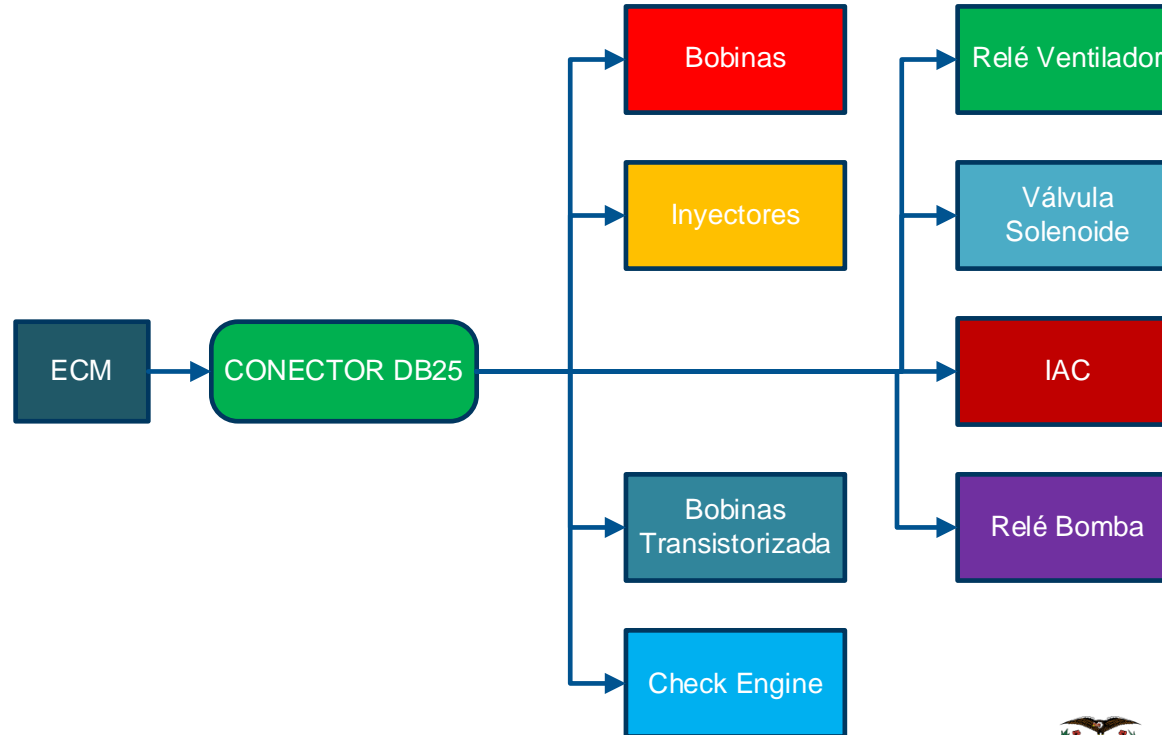 Bobinas
Relé Ventilador
Inyectores
Válvula
Solenoide
ECM
CONECTOR DB25
IAC
Bobinas
Transistorizada
Relé Bomba
Check Engine